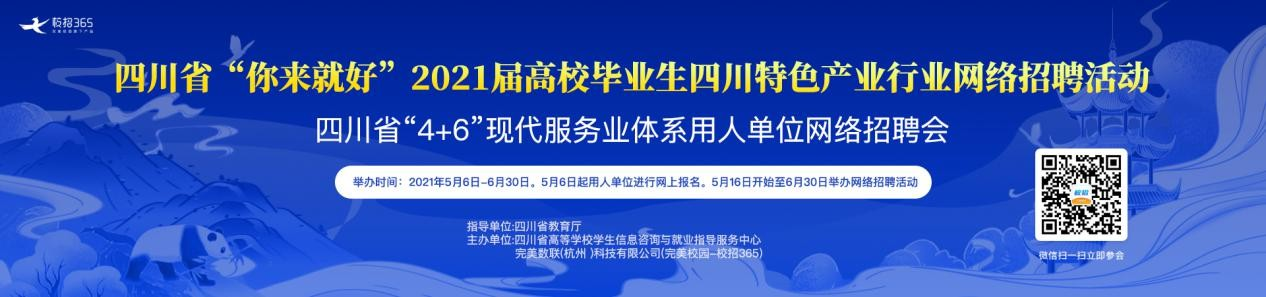 校招365
四川省“你来就好”2021届高校毕业生四川特色产业行业网络招聘活动
四川省“4+6”现代服务业体系用人单位网络招聘会
举办时间：2021年5月6日-6月30日。5月6日起用人单位进行网上报名。5月16日开始至6月30日举办网络招聘活动
指导单位:四川省教育厅
主办单位:四川省高等学校学生信息咨询与就业指导服务中心
完美数联(杭州 )科技有限公司(完美校园-校招365)
校招
微信扫一扫立即参会